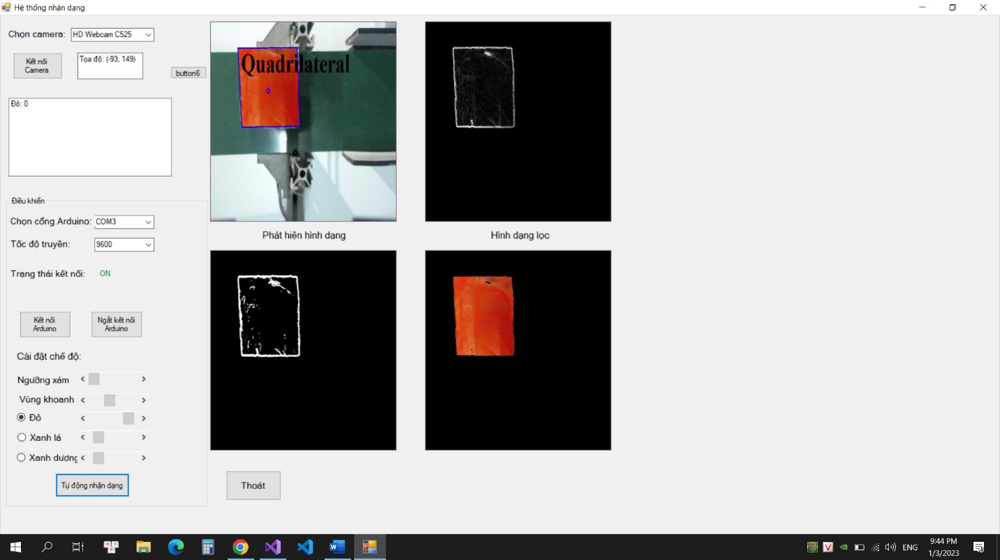 Hệ thống nhận dạng
Chọn camera: HD Webcam C525
Kết nối
Camera
Tọa độ: (-93, 149)
button6
Đỏ: 0
Quadrilateral
Phát hiện hình dạng
Hình dạng lọc
Điều khiển
Chọn cổng Arduino: COM3
Tốc độ truyền: 9600
Trạng thái kết nối: ON
Kết nối
Arduino
Ngắt kết nối
Arduino
Cài đặt chế độ:
Ngưỡng xám
Vùng khoanh
Đỏ
Xanh lá
Xanh dương
Tự động nhận dạng
Thoát
ENG
9:44 PM
1/3/2023